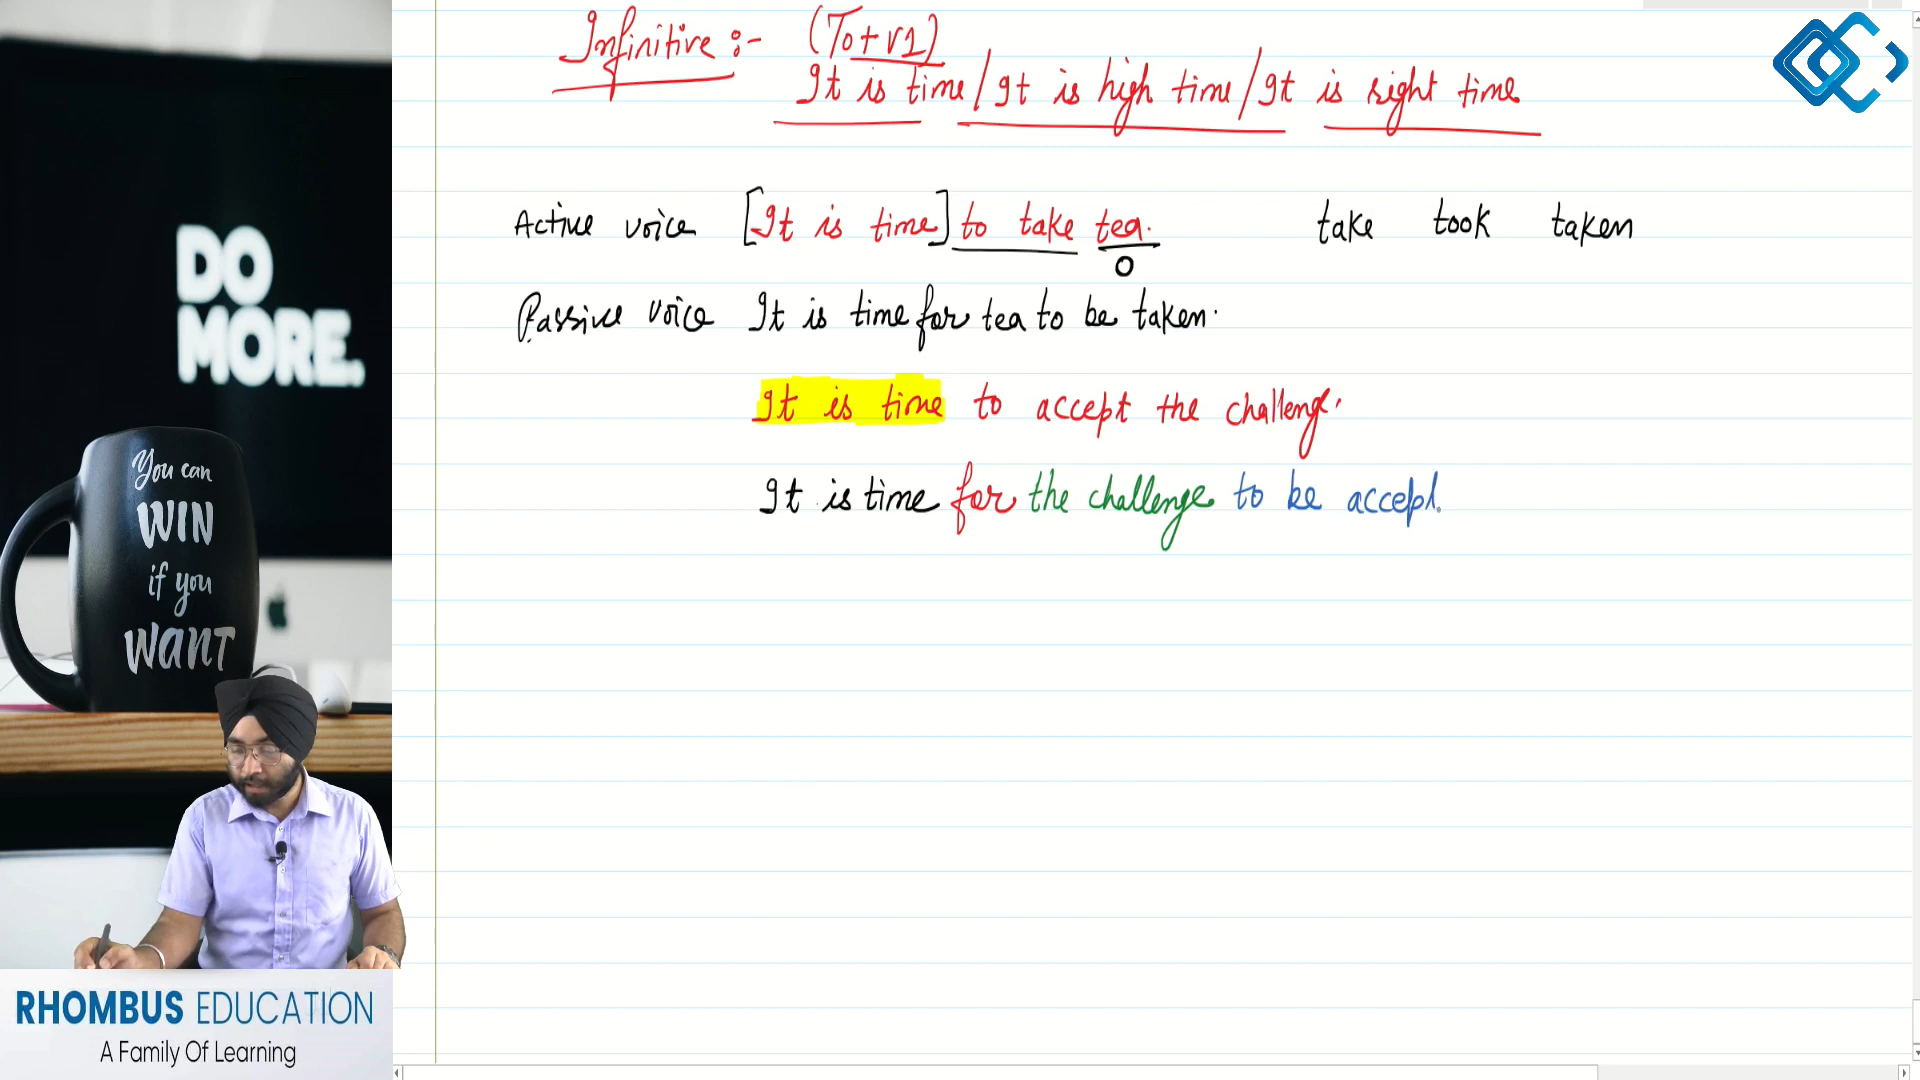 Infinitive :- (To+V1)
It is time / It is high time / It is right time
Active voice [It is time] to take tea. take took taken
O
Passive voice It is time for tea to be taken.
It is time to accept the challenge.
It is time for the challenge to be accept.
DO
MORE.
You can
WIN
if you
WANT
RHOMBUS EDUCATION
A Family Of Learning